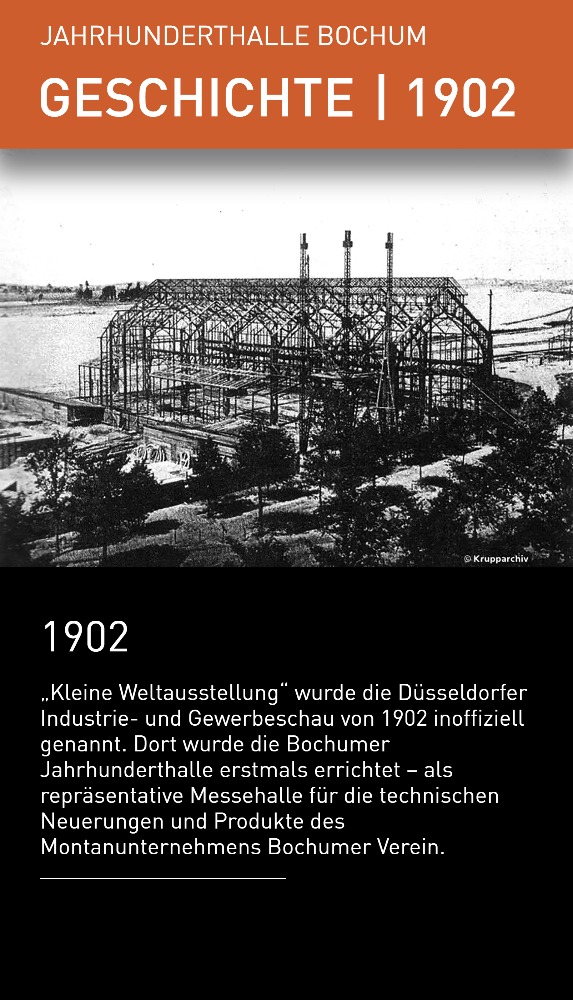 JAHRHUNDERTHALLE BOCHUM
GESCHICHTE | 1902
© Krupparchiv
1902
„Kleine Weltausstellung“ wurde die Düsseldorfer
Industrie- und Gewerbeschau von 1902 inoffiziell
genannt. Dort wurde die Bochumer
Jahrhunderthalle erstmals errichtet – als
repräsentative Messehalle für die technischen
Neuerungen und Produkte des
Montanunternehmens Bochumer Verein.